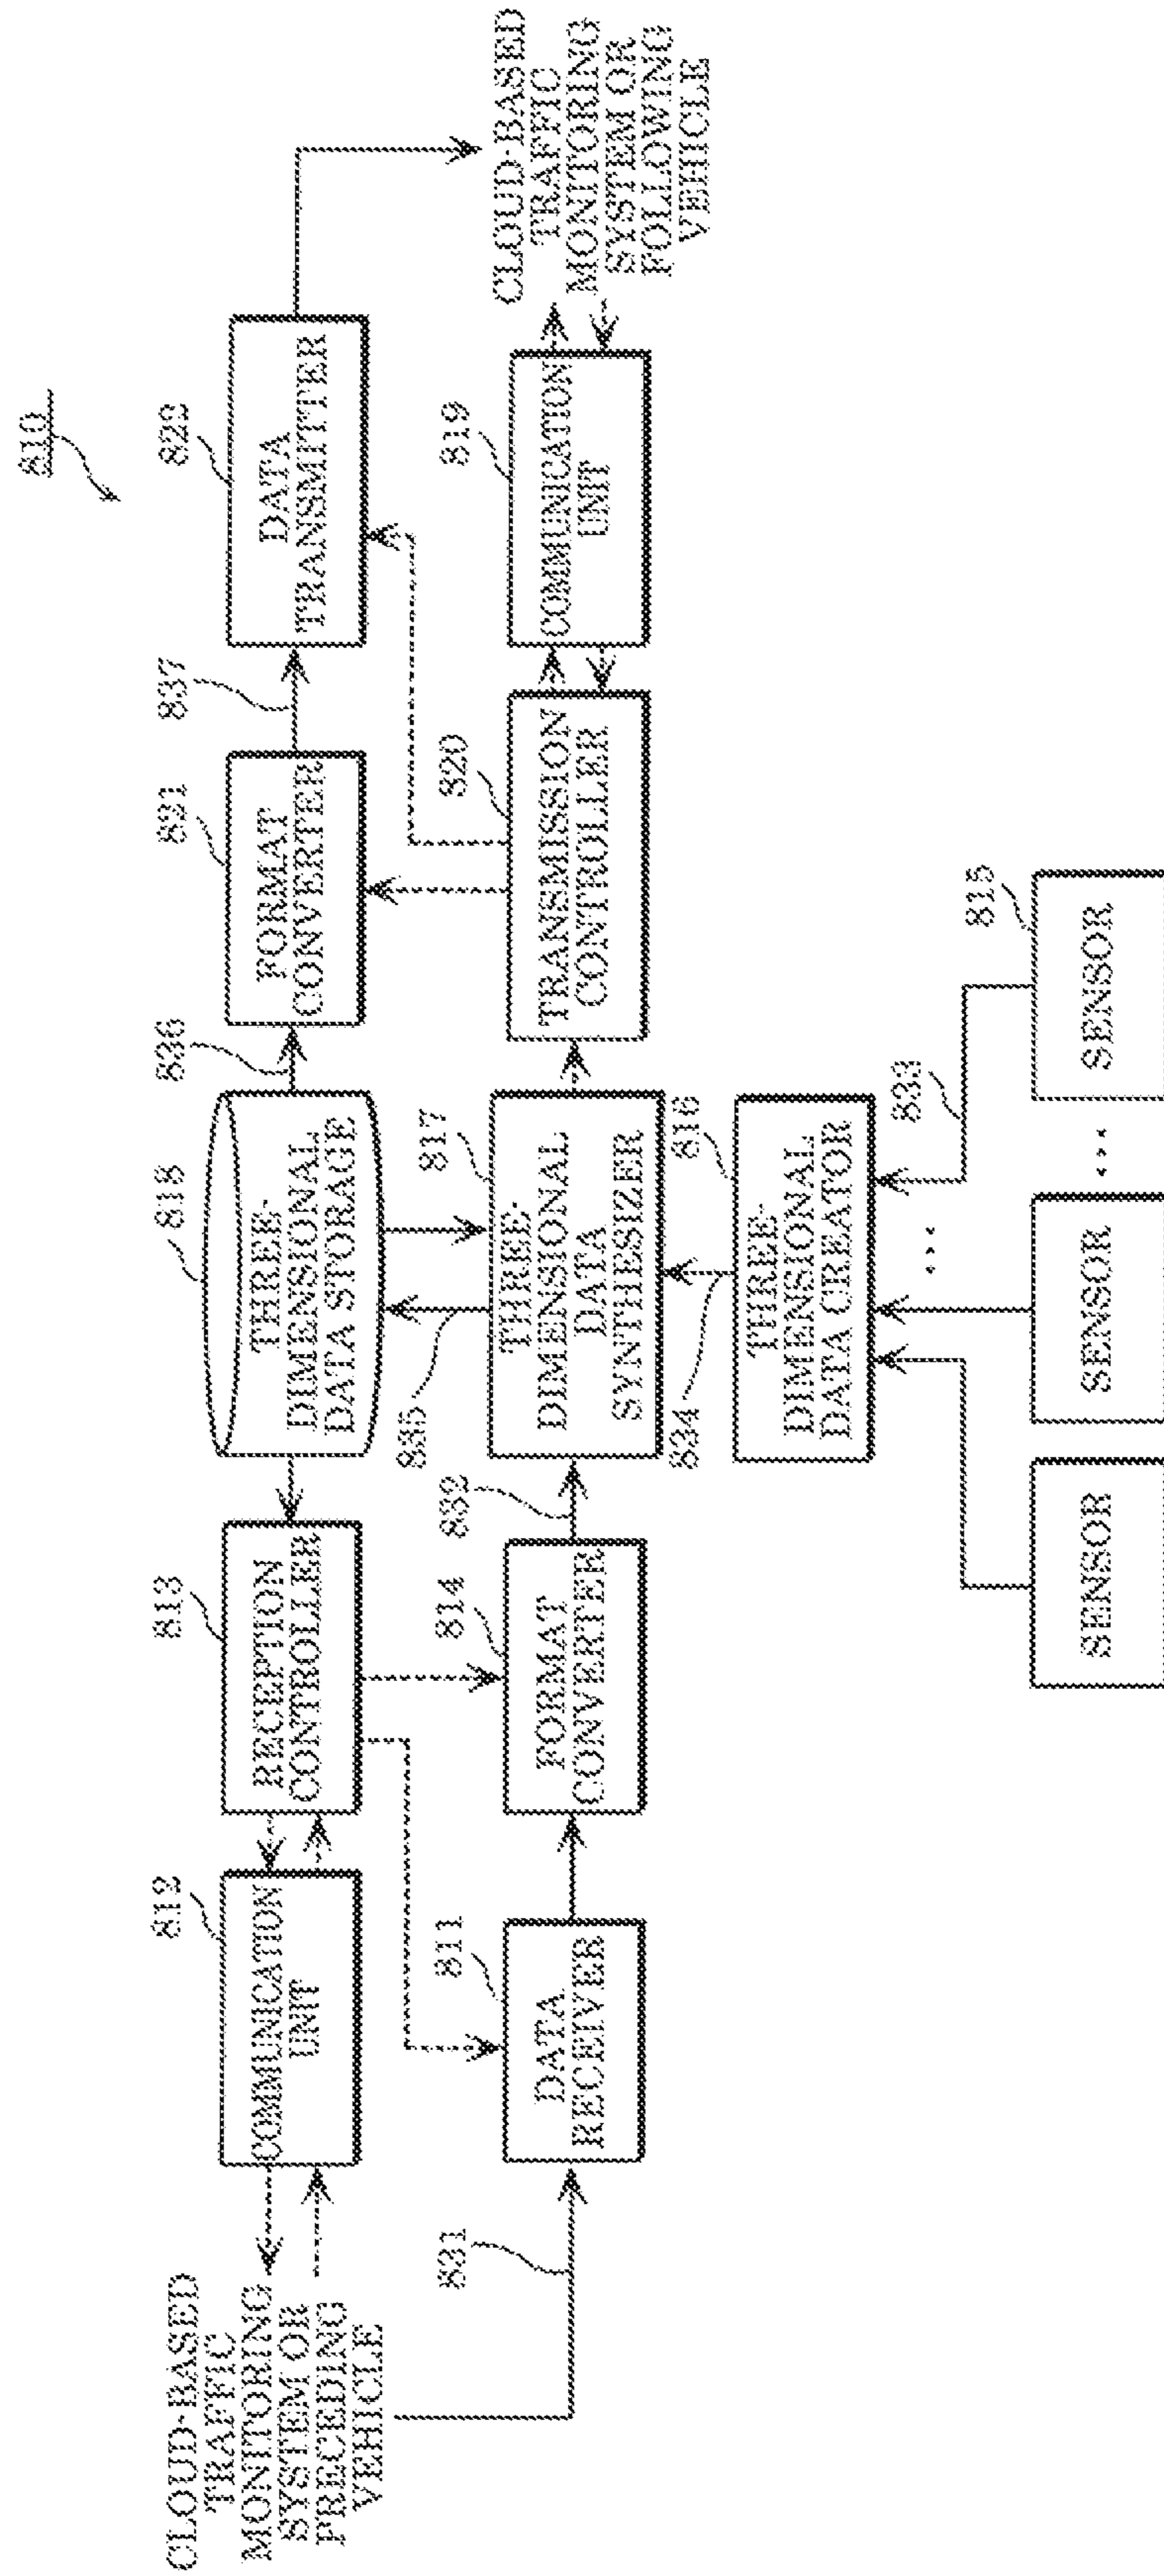 810
CLOUD-BASED
TRAFFIC
MONITORING
SYSTEM OR
PRECEDING
VEHICLE
812
COMMUNICATION
UNIT
813
RECEPTION
CONTROLLER
818
THREE-
DIMENSIONAL
DATA STORAGE
836
821
FORMAT
CONVERTER
837
822
DATA
TRANSMITTER
831
811
DATA
RECEIVER
814
FORMAT
CONVERTER
832
835
817
THREE-
DIMENSIONAL
DATA
SYNTHESIZER
820
TRANSMISSION
CONTROLLER
819
COMMUNICATION
UNIT
CLOUD-BASED
TRAFFIC
MONITORING
SYSTEM OR
FOLLOWING
VEHICLE
834
816
THREE-
DIMENSIONAL
DATA CREATOR
833
815
SENSOR
SENSOR
...
SENSOR